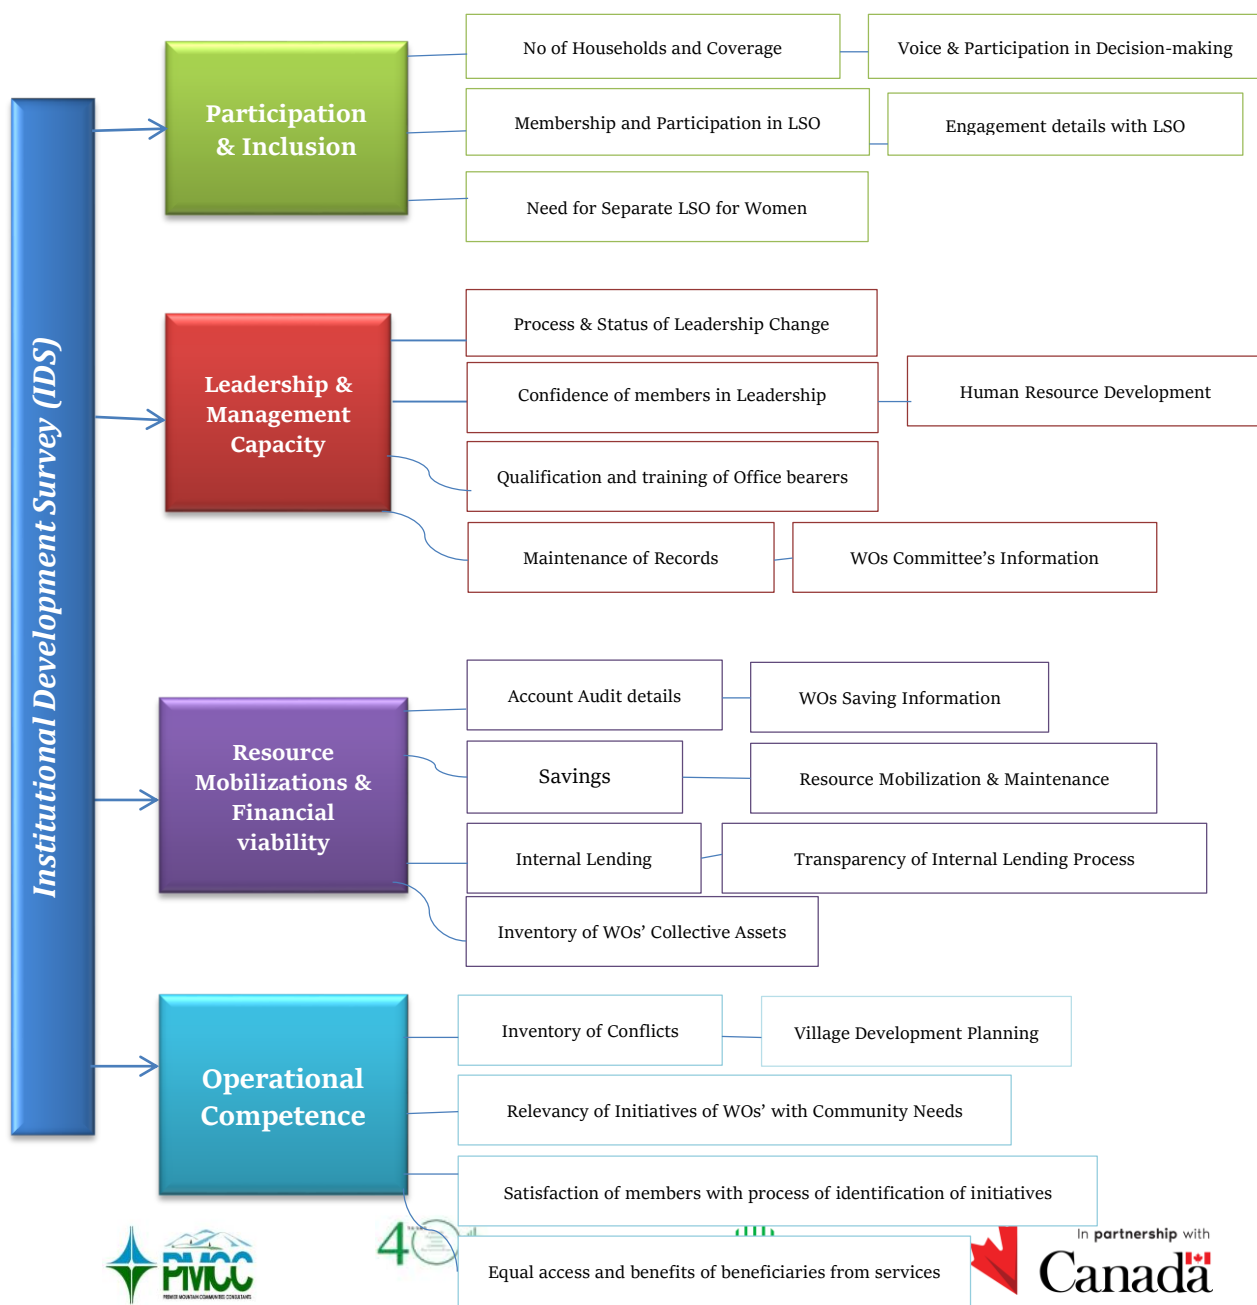 Institutional Development Survey (IDS)
Participation
& Inclusion
No of Households and Coverage
Voice & Participation in Decision-making
Membership and Participation in LSO
Engagement details with LSO
Need for Separate LSO for Women
Leadership &
Management
Capacity
Process & Status of Leadership Change
Confidence of members in Leadership
Human Resource Development
Qualification and training of Office bearers
Maintenance of Records
WOs Committee's Information
Resource
Mobilizations &
Financial
viability
Account Audit details
WOs Saving Information
Savings
Resource Mobilization & Maintenance
Internal Lending
Transparency of Internal Lending Process
Inventory of WOs' Collective Assets
Operational
Competence
Inventory of Conflicts
Village Development Planning
Relevancy of Initiatives of WOs' with Community Needs
Satisfaction of members with process of identification of initiatives
Equal access and benefits of beneficiaries from services
PMCC
PREMIER MOUNTAIN COMMUNITIES CONSULTANTS
40
In partnership with
Canada